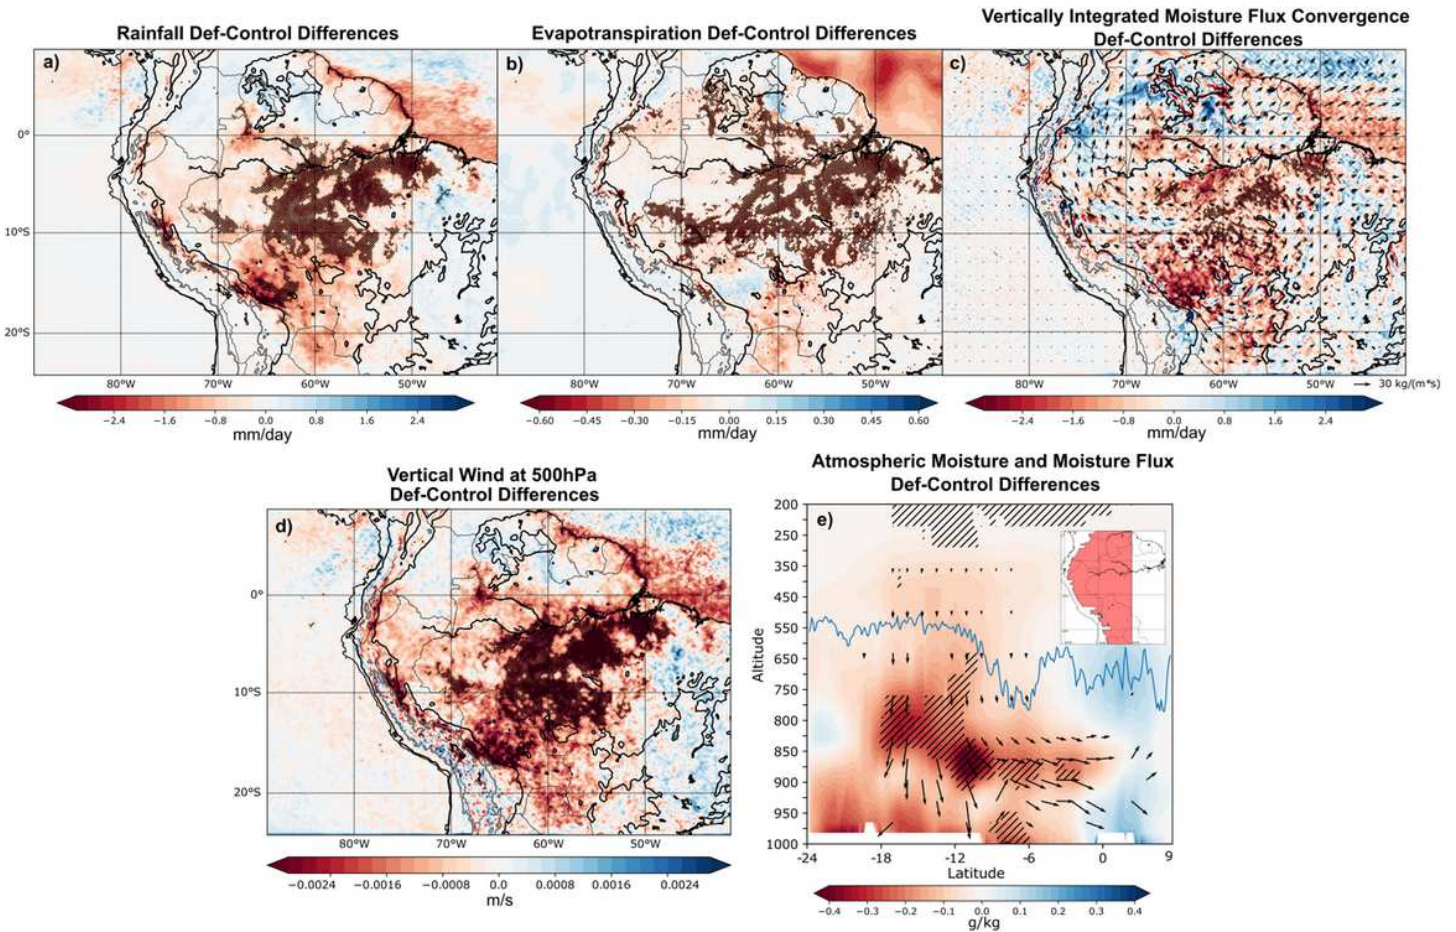 Rainfall Def-Control Differences
Evapotranspiration Def-Control Differences
Vertically Integrated Moisture Flux Convergence
Def-Control Differences
a)
b)
c)
0°
10°S
20°S
80°W 70°W 60°W 50°W
80°W 70°W 60°W 50°W
80°W 70°W 60°W 50°W
30 kg/(m*s)
−2.4 −1.6 −0.8 0.0 0.8 1.6 2.4
mm/day
−0.60 −0.45 −0.30 −0.15 0.00 0.15 0.30 0.45 0.60
mm/day
−2.4 −1.6 −0.8 0.0 0.8 1.6 2.4
mm/day
Vertical Wind at 500hPa
Def-Control Differences
d)
0°
10°S
20°S
80°W 70°W 60°W 50°W
−0.0024 −0.0016 −0.0008 0.0 0.0008 0.0016 0.0024
m/s
Atmospheric Moisture and Moisture Flux
Def-Control Differences
e)
Altitude
200
250
350
450
550
650
750
800
850
900
950
1000
-24 -18 -12 -6 0 9
Latitude
−0.4 −0.3 −0.2 −0.1 0.0 0.1 0.2 0.3 0.4
g/kg